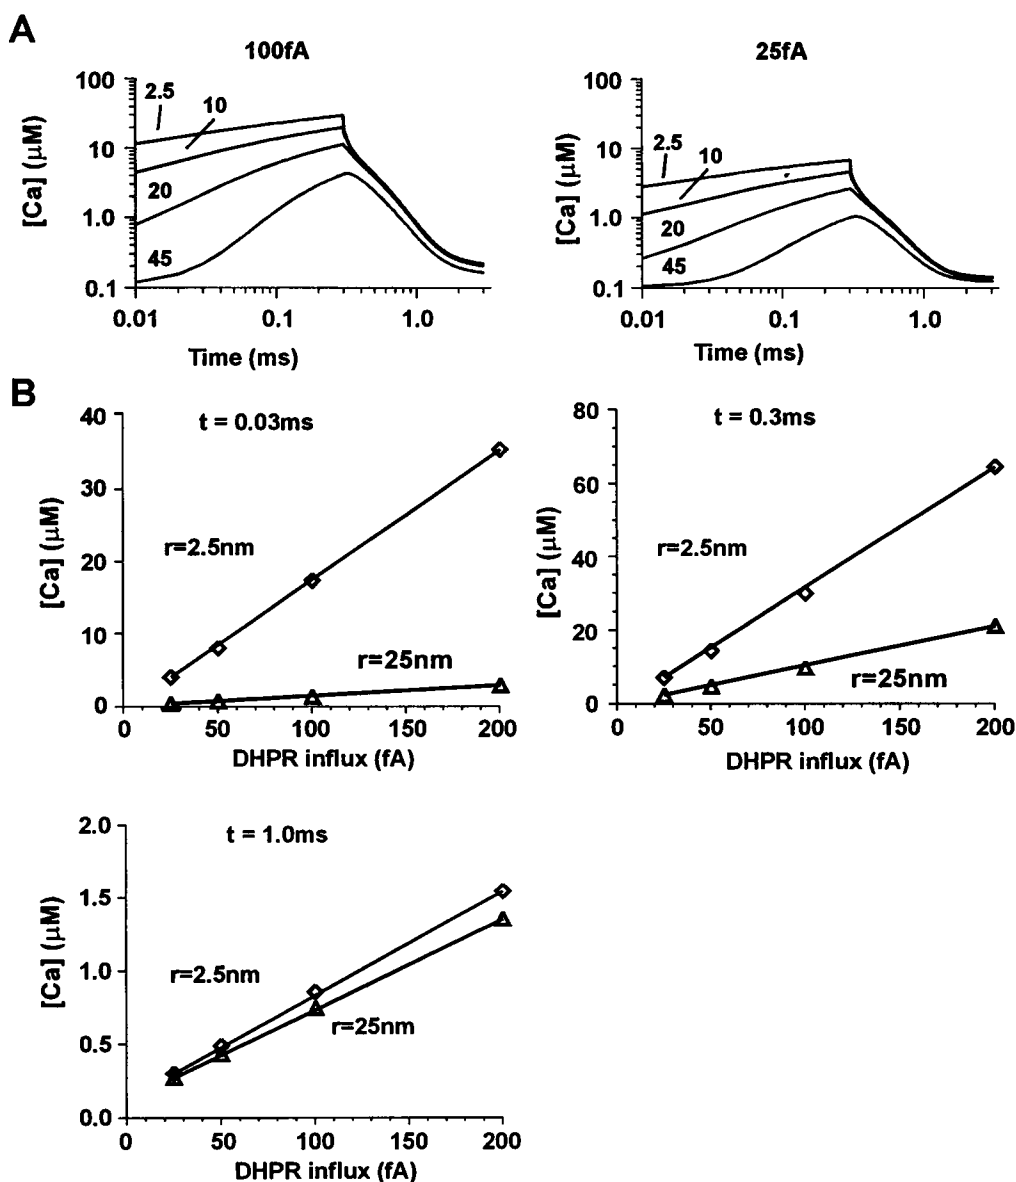 A
100fA
25fA
100
10
1.0
0.1
[Ca] (μM)
2.5
10
20
45
0.01
0.1
1.0
Time (ms)
100
10
1.0
0.1
[Ca] (μM)
2.5
10
20
45
0.01
0.1
1.0
Time (ms)
B
t = 0.03ms
40
30
20
10
0
[Ca] (μM)
r=2.5nm
r=25nm
0
50
100
150
200
DHPR influx (fA)
t = 0.3ms
80
60
40
20
0
[Ca] (μM)
r=2.5nm
r=25nm
0
50
100
150
200
DHPR influx (fA)
t = 1.0ms
2.0
1.5
1.0
0.5
0.0
[Ca] (μM)
r=2.5nm
r=25nm
0
50
100
150
200
DHPR influx (fA)